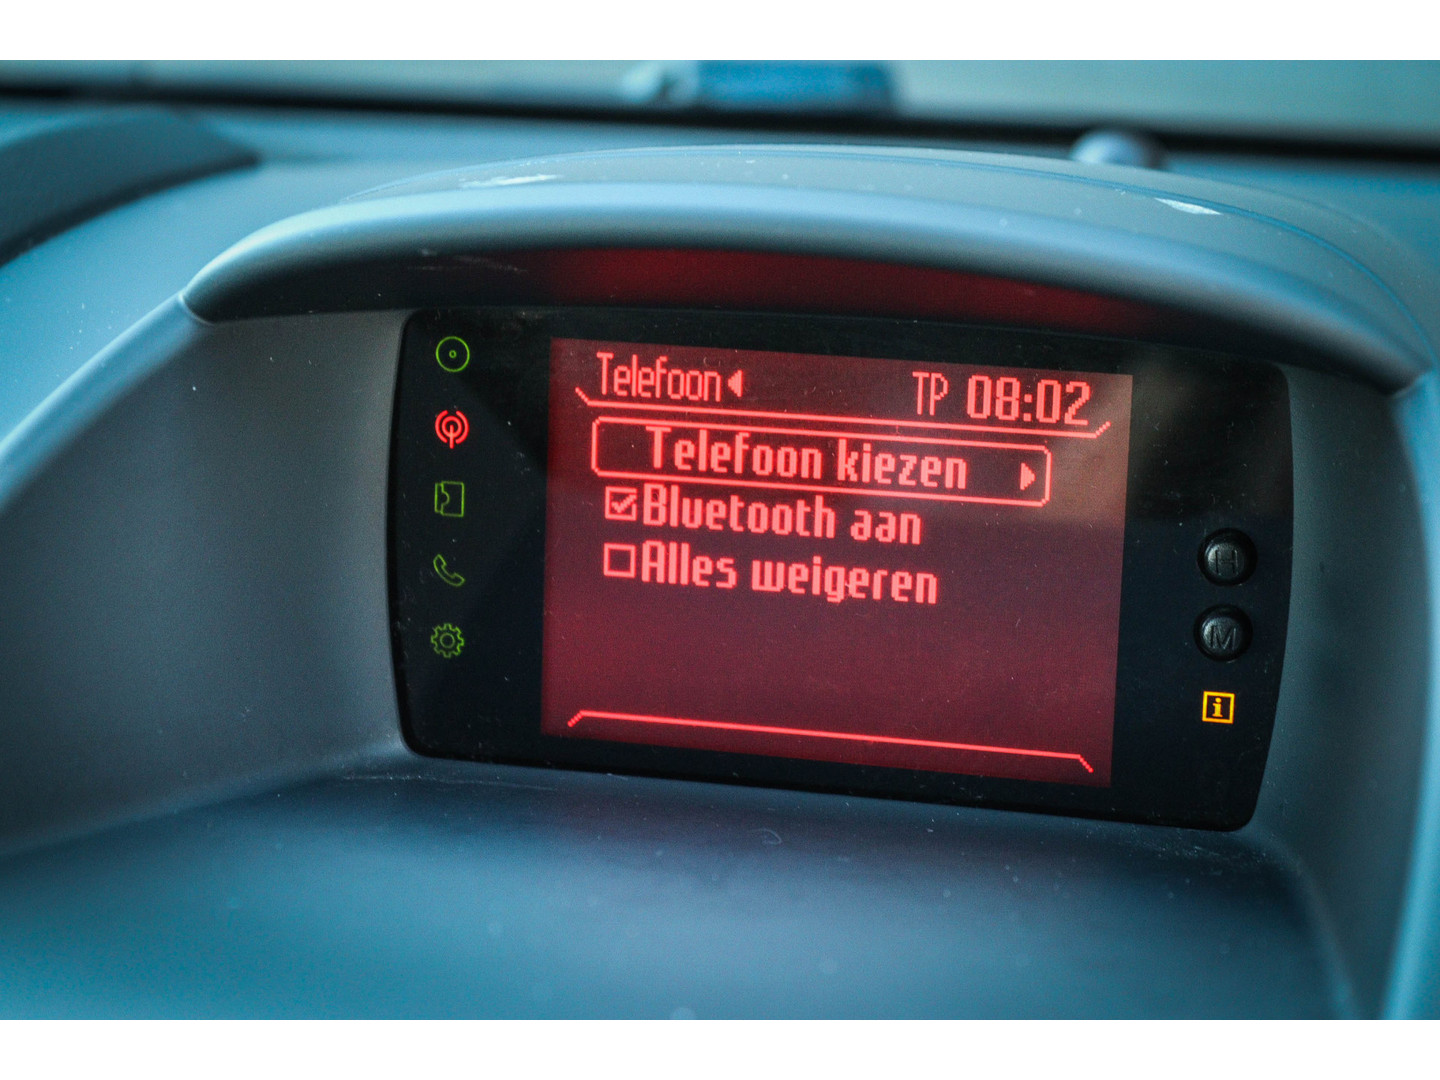 Telefoon TP 08:02
Telefoon kiezen
Bluetooth aan
Alles weigeren
H
M
i